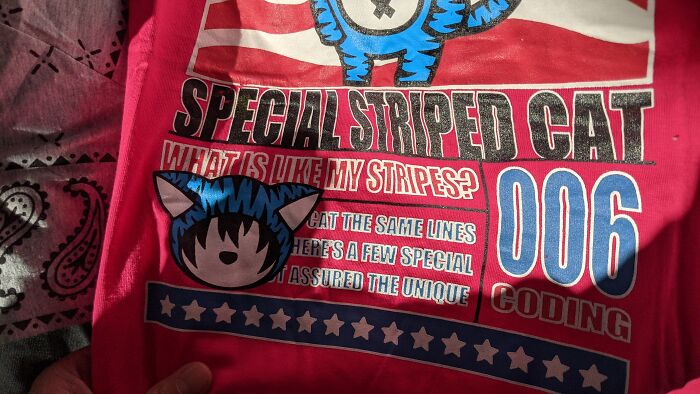 SPECIAL STRIPED CAT
WHAT IS LIKE MY STRIPES?
CAT THE SAME LINES
HERE'S A FEW SPECIAL
ASSURED THE UNIQUE
006
CODING